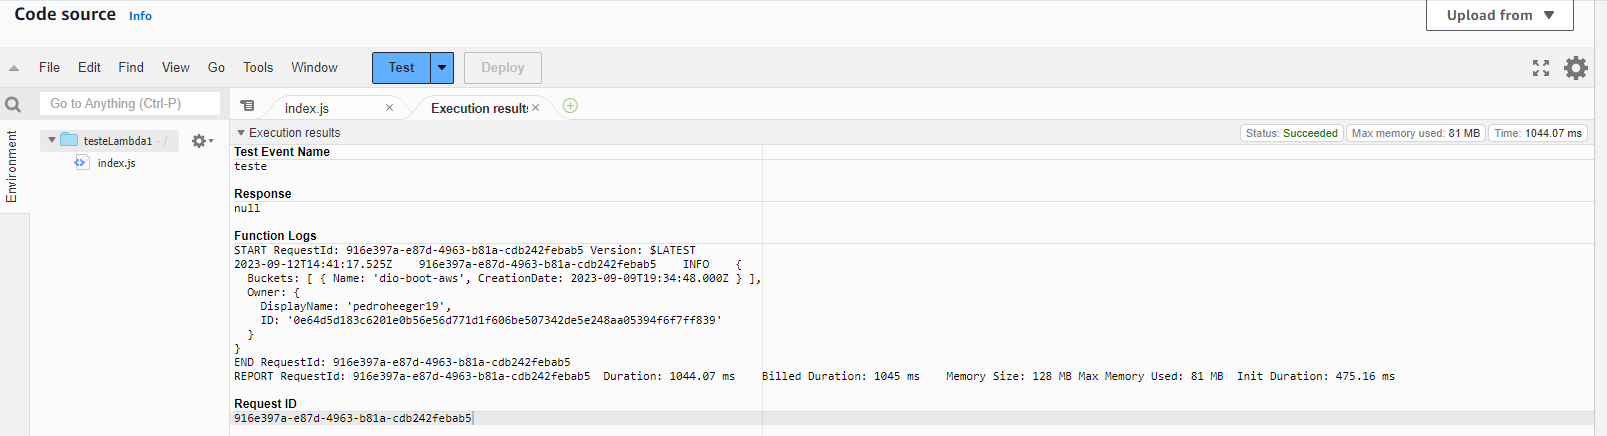 Code source Info
Upload from
File Edit Find View Go Tools Window Test Deploy
Go to Anything (Ctrl-P)
index.js
Execution results
Environment
testeLambda1 - /
index.js
Execution results
Status: Succeeded Max memory used: 81 MB Time: 1044.07 ms
Test Event Name
teste
Response
null
Function Logs
START RequestId: 916e397a-e87d-4963-b81a-cdb242febab5 Version: $LATEST
2023-09-12T14:41:17.525Z 916e397a-e87d-4963-b81a-cdb242febab5 INFO {
Buckets: [ { Name: 'dio-boot-aws', CreationDate: 2023-09-09T19:34:48.000Z } ],
Owner: {
DisplayName: 'pedroheeger19',
ID: '0e64d5d183c6201e0b56e56d771d1f606be507342de5e248aa05394f6f7ff839'
}
}
END RequestId: 916e397a-e87d-4963-b81a-cdb242febab5
REPORT RequestId: 916e397a-e87d-4963-b81a-cdb242febab5 Duration: 1044.07 ms Billed Duration: 1045 ms Memory Size: 128 MB Max Memory Used: 81 MB Init Duration: 475.16 ms
Request ID
916e397a-e87d-4963-b81a-cdb242febab5